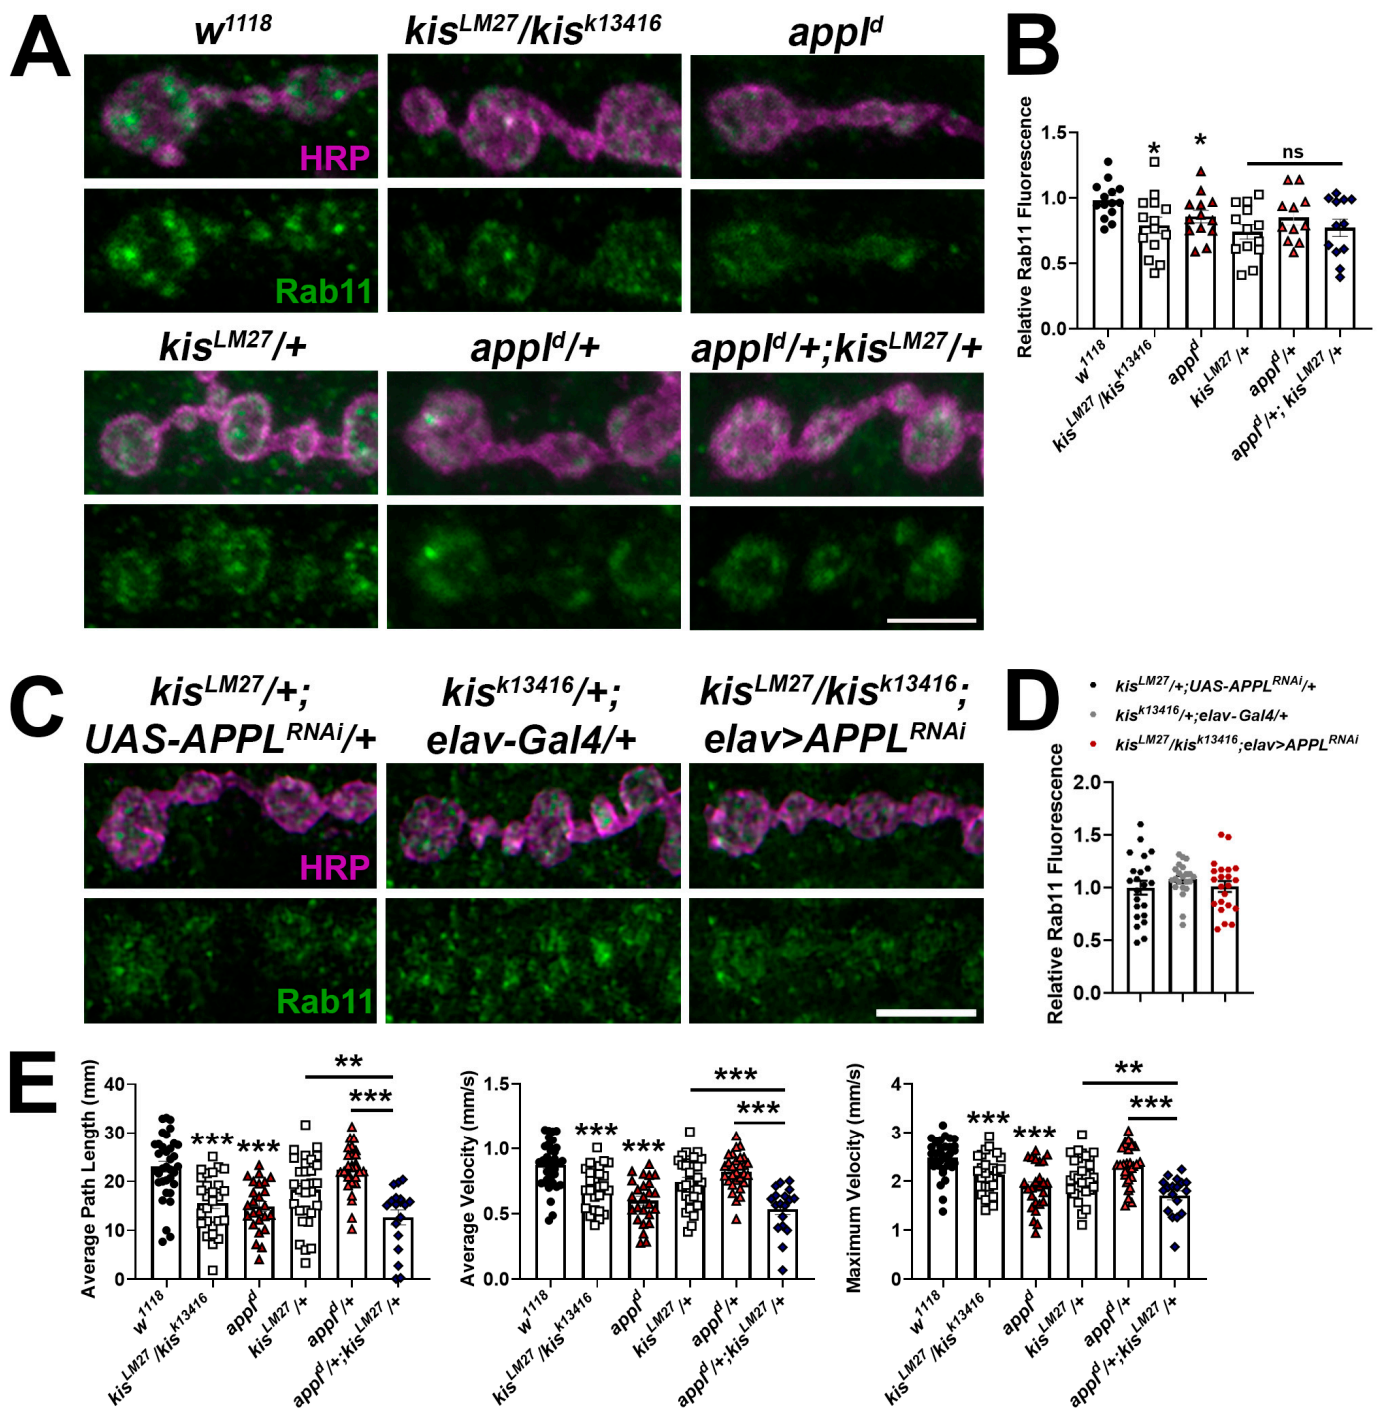 A
w1118
kisLM27/kisk13416
appld
HRP
Rab11
kisLM27/+
appld/+
appld/+;kisLM27/+
B
Relative Rab11 Fluorescence
1.5
1.0
0.5
0.0
*
*
ns
w1118
kisLM27/kisk13416
appld
kisLM27/+
appld/+
appld/+; kisLM27/+
C
kisLM27/+;
UAS-APPLRNAi/+
kisk13416/+;
elav-Gal4/+
kisLM27/kisk13416;
elav>APPLRNAi
HRP
Rab11
D
kisLM27/+;UAS-APPLRNAi/+
kisk13416/+;elav-Gal4/+
kisLM27/kisk13416;elav>APPLRNAi
Relative Rab11 Fluorescence
2.0
1.5
1.0
0.5
0.0
E
Average Path Length (mm)
40
30
20
10
0
***
***
**
***
w1118
kisLM27/kisk13416
appld
kisLM27/+
appld/+
appld/+;kisLM27/+
Average Velocity (mm/s)
1.5
1.0
0.5
0.0
***
***
***
***
w1118
kisLM27/kisk13416
appld
kisLM27/+
appld/+
appld/+;kisLM27/+
Maximum Velocity (mm/s)
4
3
2
1
0
***
***
**
***
w1118
kisLM27/kisk13416
appld
kisLM27/+
appld/+
appld/+;kisLM27/+